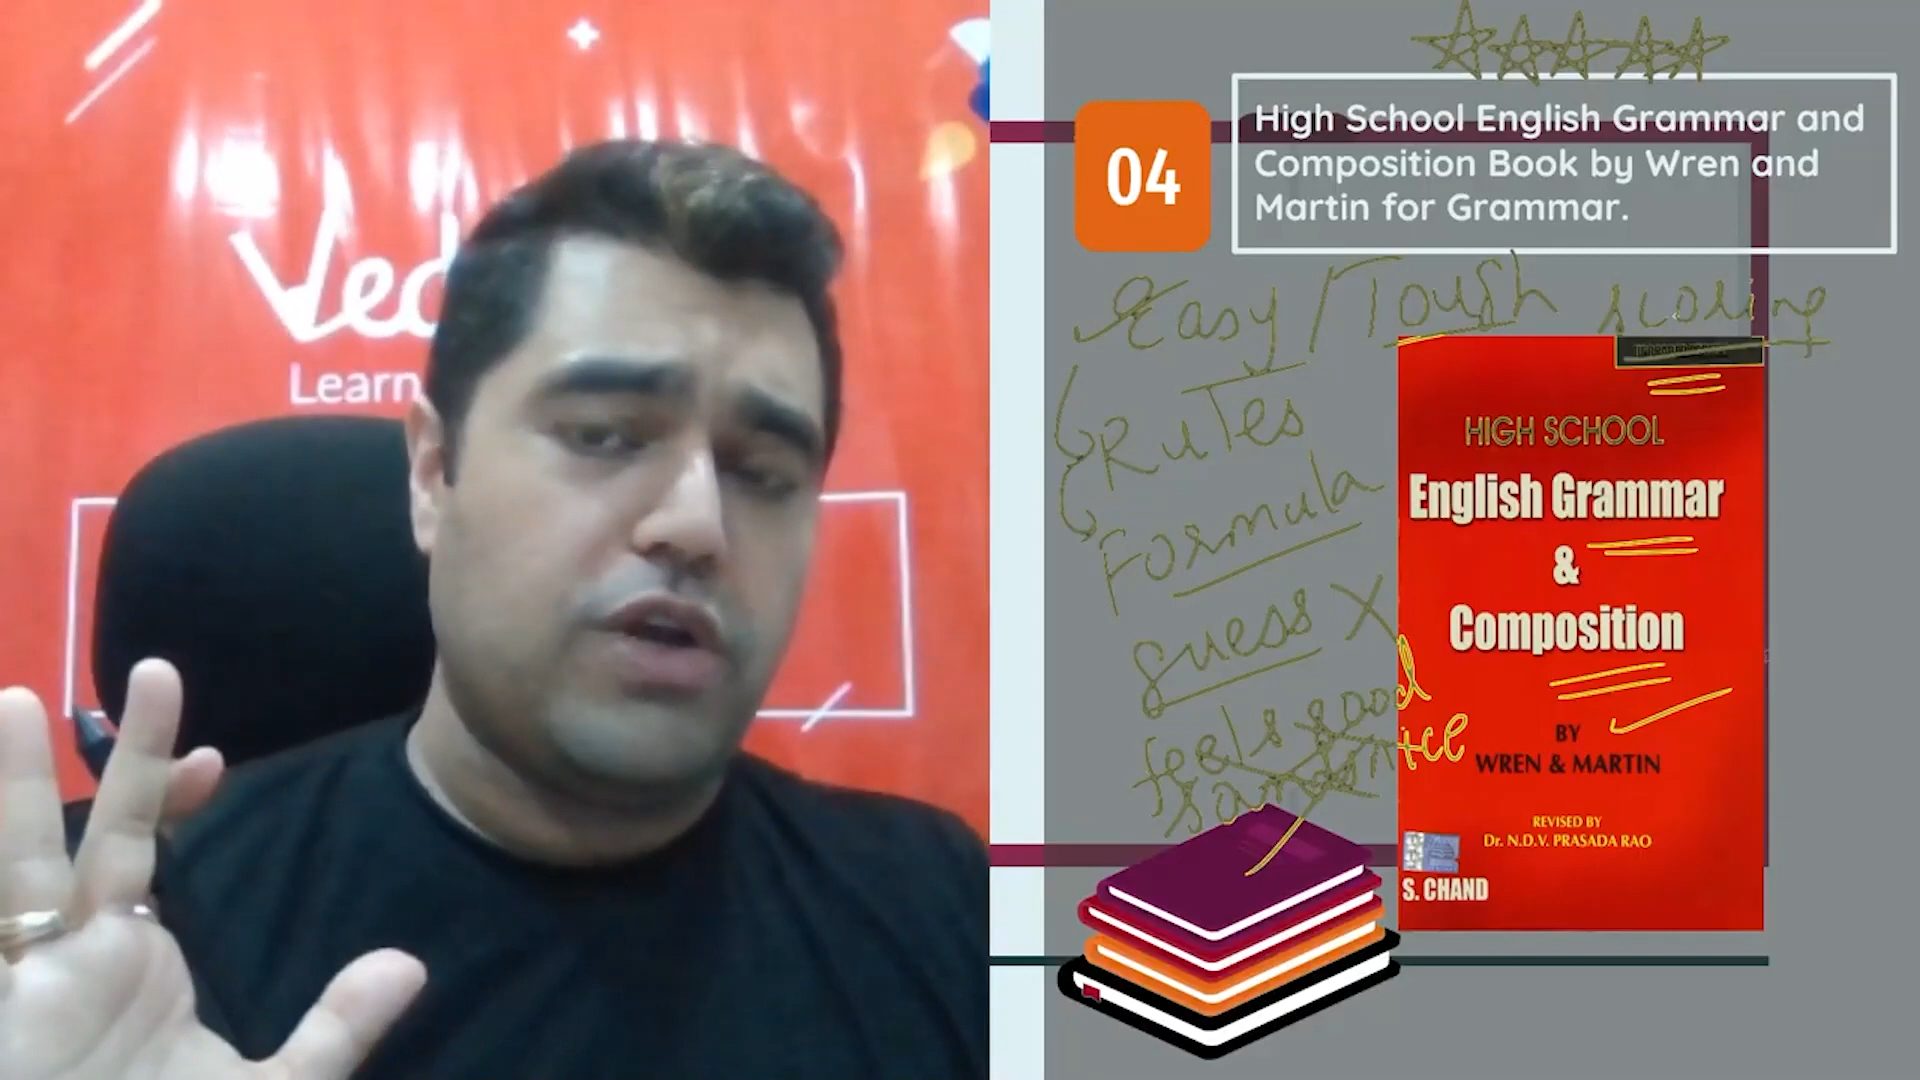 Ved
Learn
04
High School English Grammar and
Composition Book by Wren and
Martin for Grammar.
Easy / Tough scoring
Rules
Formula
guess X
feels good
HIGH SCHOOL
English Grammar
&
Composition
BY
WREN & MARTIN
REVISED BY
Dr. N.D.V. PRASADA RAO
S. CHAND